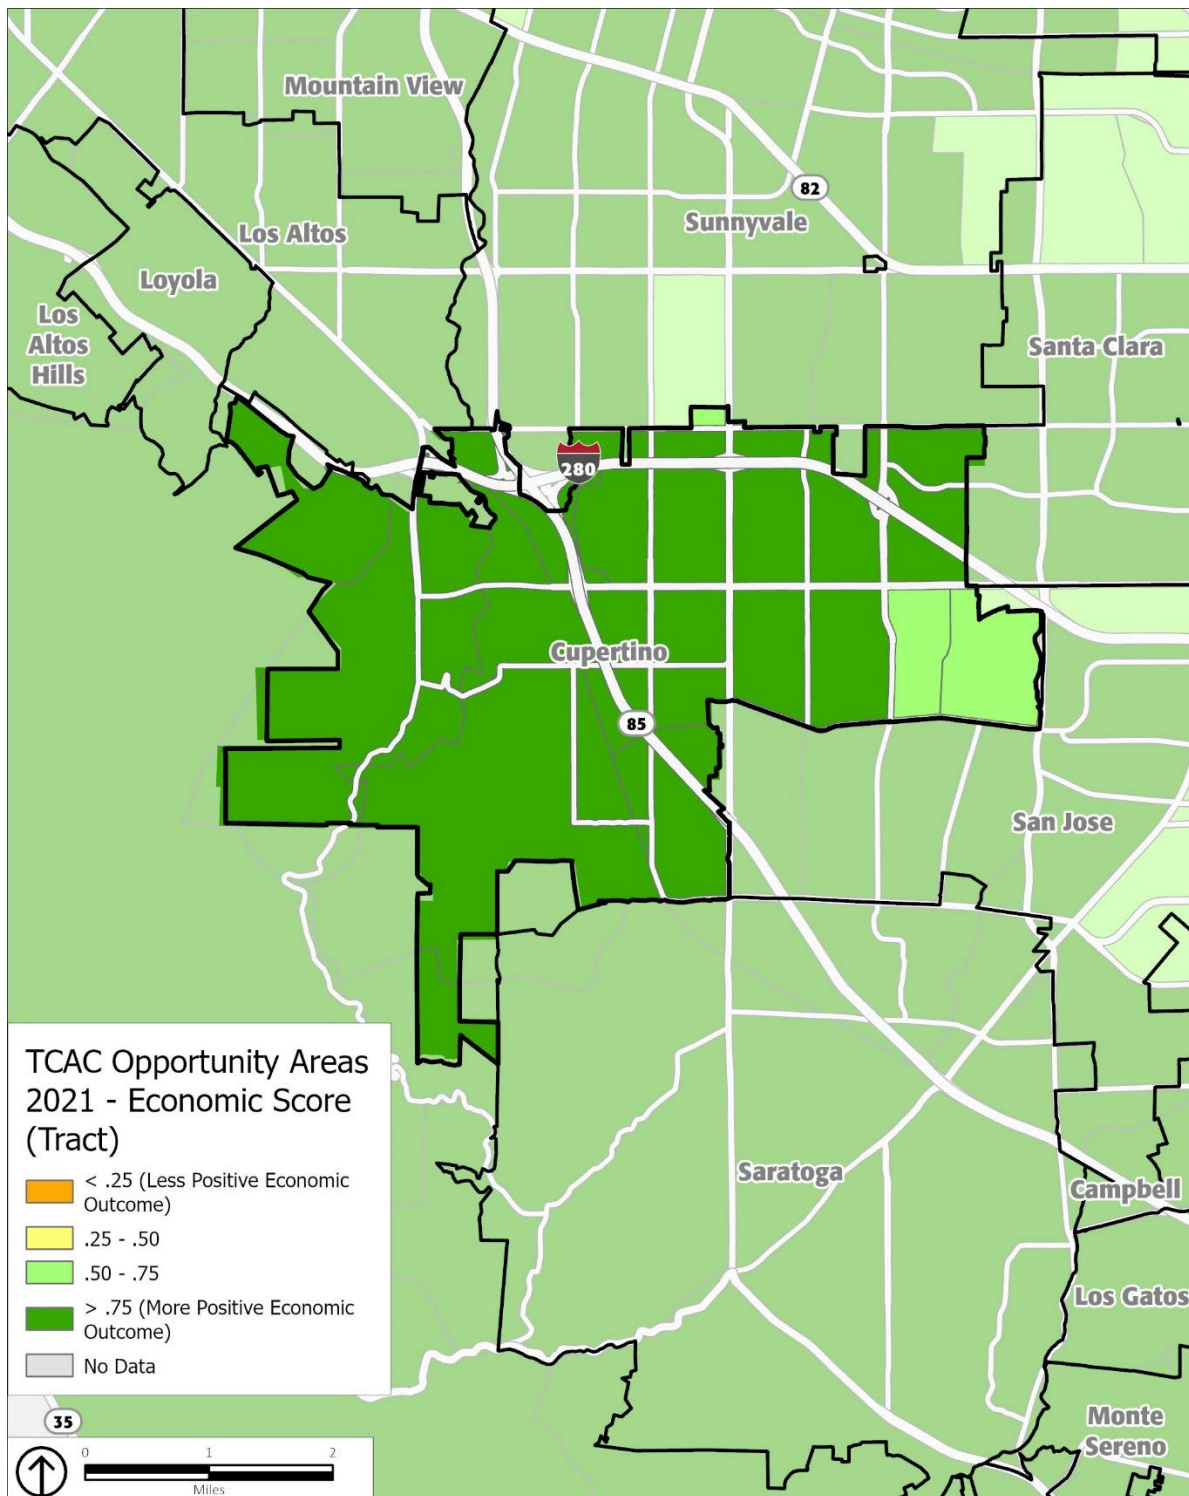 Mountain View
82
Sunnyvale
Los Altos
Loyola
Los
Altos
Hills
Santa Clara
280
Cupertino
85
San Jose
Saratoga
Campbell
Los Gatos
Monte
Sereno
TCAC Opportunity Areas
2021 - Economic Score
(Tract)
< .25 (Less Positive Economic
Outcome)
.25 - .50
.50 - .75
> .75 (More Positive Economic
Outcome)
No Data
35
0 1 2
Miles